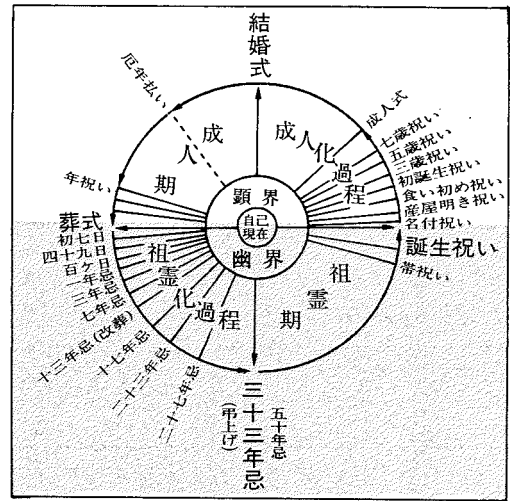 結婚式
厄年払い
成人式
七歳祝い
五歳祝い
三歳祝い
初誕生祝い
食い初め祝い
産屋明き祝い
名付祝い
誕生祝い
帯祝い
成人化過程
成人期
年祝い
顕界
自己
現在
幽界
葬式
初七日
四十九日
百ヶ日
一年忌
三年忌
七年忌
十三年忌(改葬)
十七年忌
二十三年忌
二十七年忌
祖霊化過程
祖霊期
三十三年忌
(弔上げ)
五十年忌